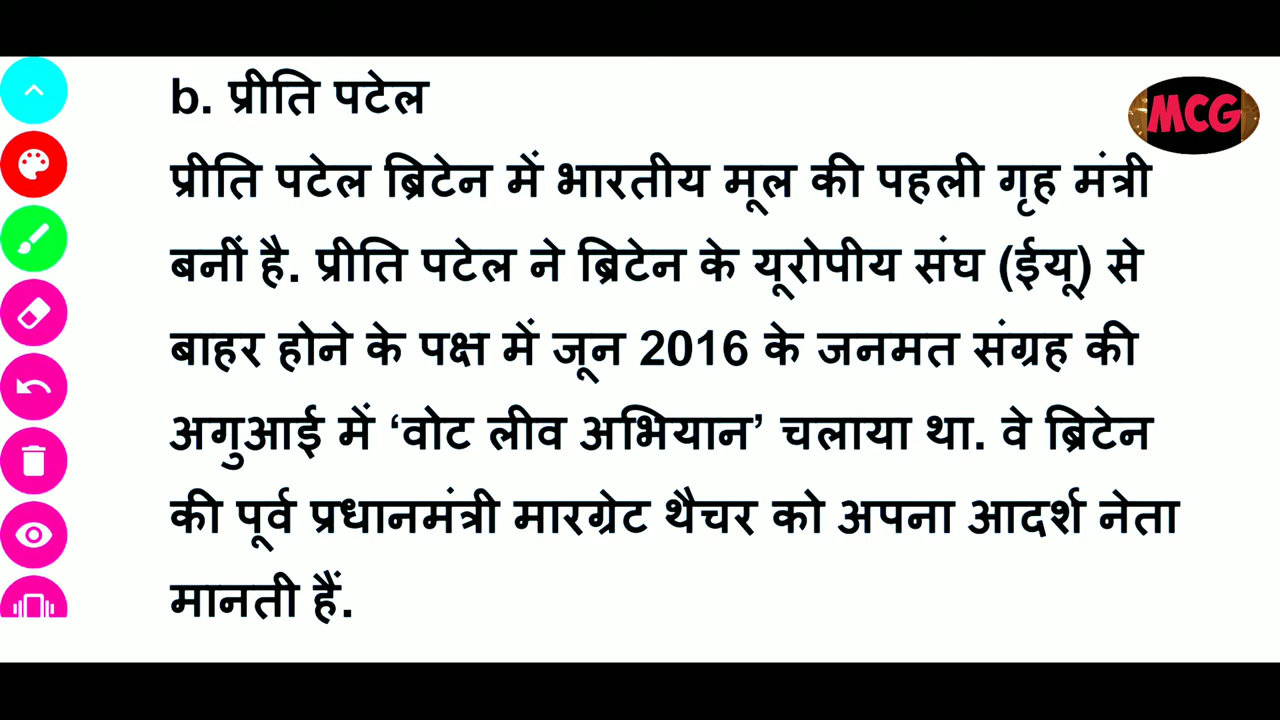 b. प्रीति पटेल
MCG
प्रीति पटेल ब्रिटेन में भारतीय मूल की पहली गृह मंत्री
बनीं है. प्रीति पटेल ने ब्रिटेन के यूरोपीय संघ (ईयू) से
बाहर होने के पक्ष में जून 2016 के जनमत संग्रह की
अगुआई में ‘वोट लीव अभियान’ चलाया था. वे ब्रिटेन
की पूर्व प्रधानमंत्री मारग्रेट थैचर को अपना आदर्श नेता
मानती हैं.